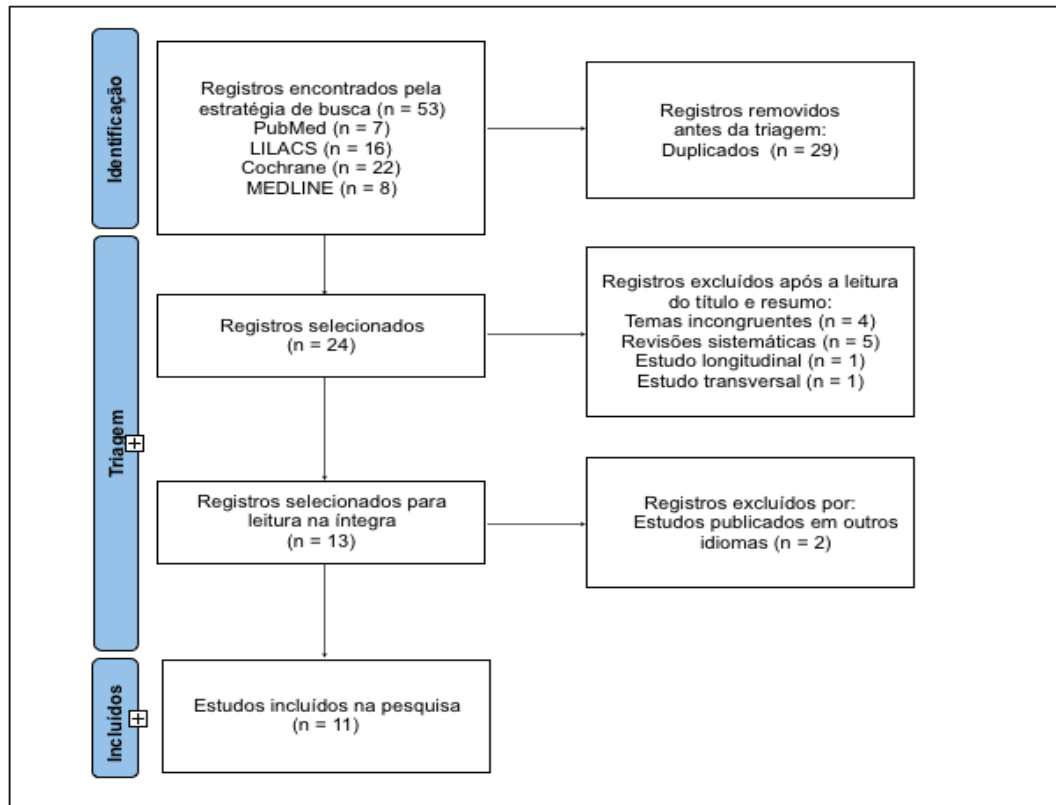 Identificação
Registros encontrados pela
estratégia de busca (n = 53)
PubMed (n = 7)
LILACS (n = 16)
Cochrane (n = 22)
MEDLINE (n = 8)
Registros removidos
antes da triagem:
Duplicados (n = 29)
Triagem
Registros selecionados
(n = 24)
Registros excluídos após a leitura
do título e resumo:
Temas incongruentes (n = 4)
Revisões sistemáticas (n = 5)
Estudo longitudinal (n = 1)
Estudo transversal (n = 1)
Registros selecionados para
leitura na íntegra
(n = 13)
Registros excluídos por:
Estudos publicados em outros
idiomas (n = 2)
Incluídos
Estudos incluídos na pesquisa
(n = 11)